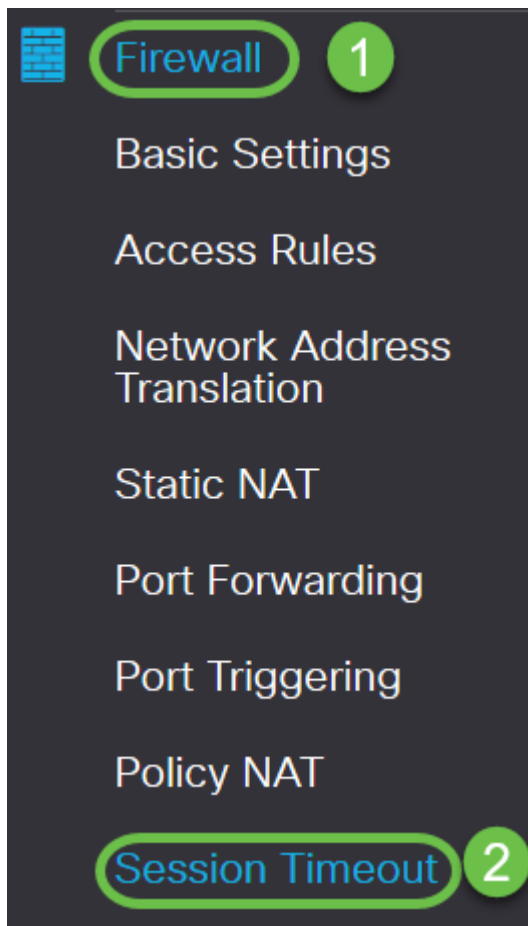 Firewall 1
Basic Settings
Access Rules
Network Address
Translation
Static NAT
Port Forwarding
Port Triggering
Policy NAT
Session Timeout 2